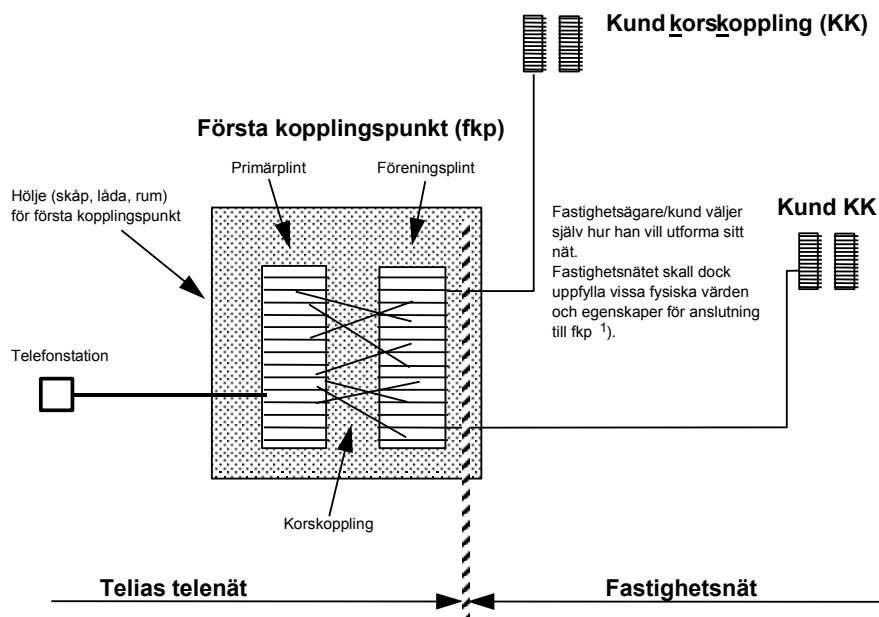 Kund korskoppling (KK)
Första kopplingspunkt (fkp)
Primärplint
Föreningsplint
Hölje (skåp, låda, rum)
för första kopplingspunkt
Fastighetsägare/kund väljer
själv hur han vill utforma sitt
nät.
Fastighetsnätet skall dock
uppfylla vissa fysiska värden
och egenskaper för anslutning
till fkp 1).
Kund KK
Telefonstation
Korskoppling
Telias telenät
Fastighetsnät